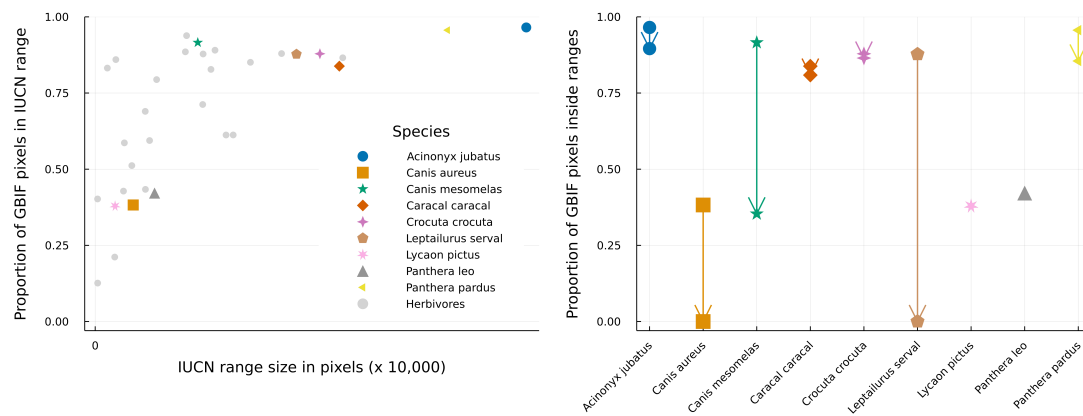 Proportion of GBIF pixels in IUCN range
1.00
0.75
0.50
0.25
0.00
0
IUCN range size in pixels (x 10,000)
Species
Acinonyx jubatus
Canis aureus
Canis mesomelas
Caracal caracal
Crocuta crocuta
Leptailurus serval
Lycaon pictus
Panthera leo
Panthera pardus
Herbivores
Proportion of GBIF pixels inside ranges
1.00
0.75
0.50
0.25
0.00
Acinonyx jubatus
Canis aureus
Canis mesomelas
Caracal caracal
Crocuta crocuta
Leptailurus serval
Lycaon pictus
Panthera leo
Panthera pardus